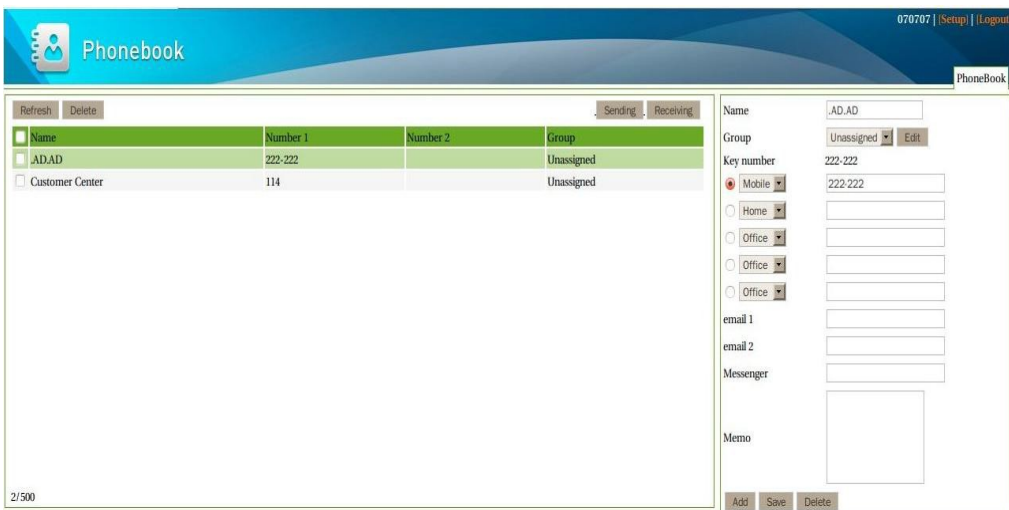 070707 | [Setup] | [Logout
Phonebook
PhoneBook
Refresh Delete Sending Receiving
Name Number 1 Number 2 Group
.AD.AD 222-222 Unassigned
Customer Center 114 Unassigned
2/500
Name .AD.AD
Group Unassigned Edit
Key number 222-222
Mobile 222-222
Home
Office
Office
Office
email 1
email 2
Messenger
Memo
Add Save Delete